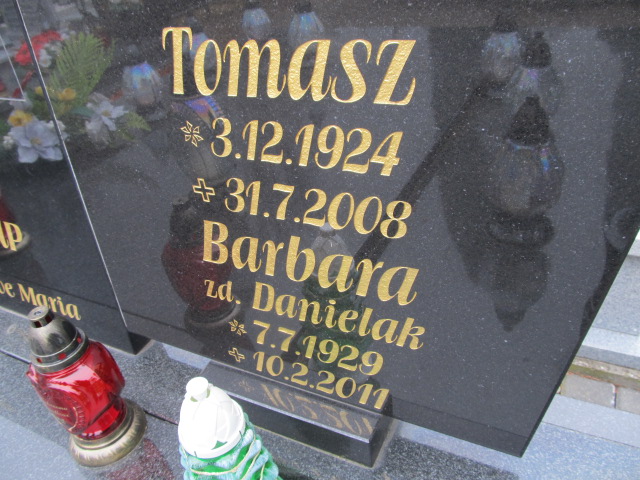 Tomasz
* 3.12.1924
+ 31.7.2008
Barbara
zd. Danielak
* 7.7.1929
+ 10.2.2011
Maria